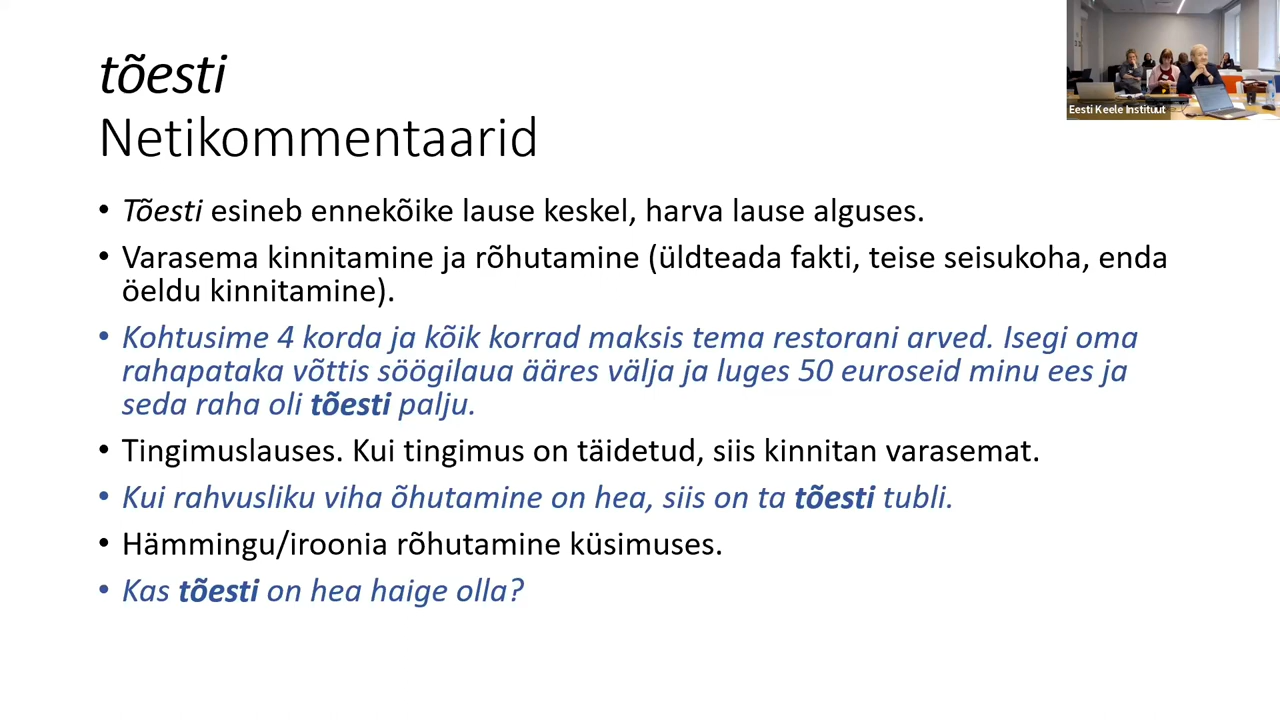 tõesti
Netikommentaarid
Eesti Keele Instituut
• Tõesti esineb ennekõike lause keskel, harva lause alguses.
• Varasema kinnitamine ja rõhutamine (üldteada fakti, teise seisukoha, enda
öeldu kinnitamine).
• Kohtusime 4 korda ja kõik korrad maksis tema restorani arved. Isegi oma
rahapataka võttis söögilaua ääres välja ja luges 50 euroseid minu ees ja
seda raha oli tõesti palju.
• Tingimuslauses. Kui tingimus on täidetud, siis kinnitan varasemat.
• Kui rahvusliku viha õhutamine on hea, siis on ta tõesti tubli.
• Hämmingu/iroonia rõhutamine küsimuses.
• Kas tõesti on hea haige olla?